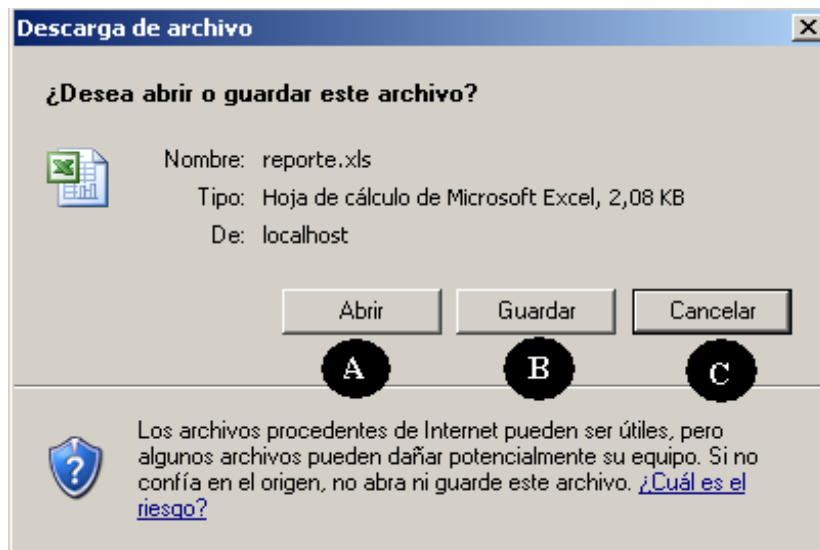 Descarga de archivo
¿Desea abrir o guardar este archivo?
Nombre: reporte.xls
Tipo: Hoja de cálculo de Microsoft Excel, 2,08 KB
De: localhost
Abrir Guardar Cancelar
A B C
Los archivos procedentes de Internet pueden ser útiles, pero
algunos archivos pueden dañar potencialmente su equipo. Si no
confía en el origen, no abra ni guarde este archivo. ¿Cuál es el
riesgo?